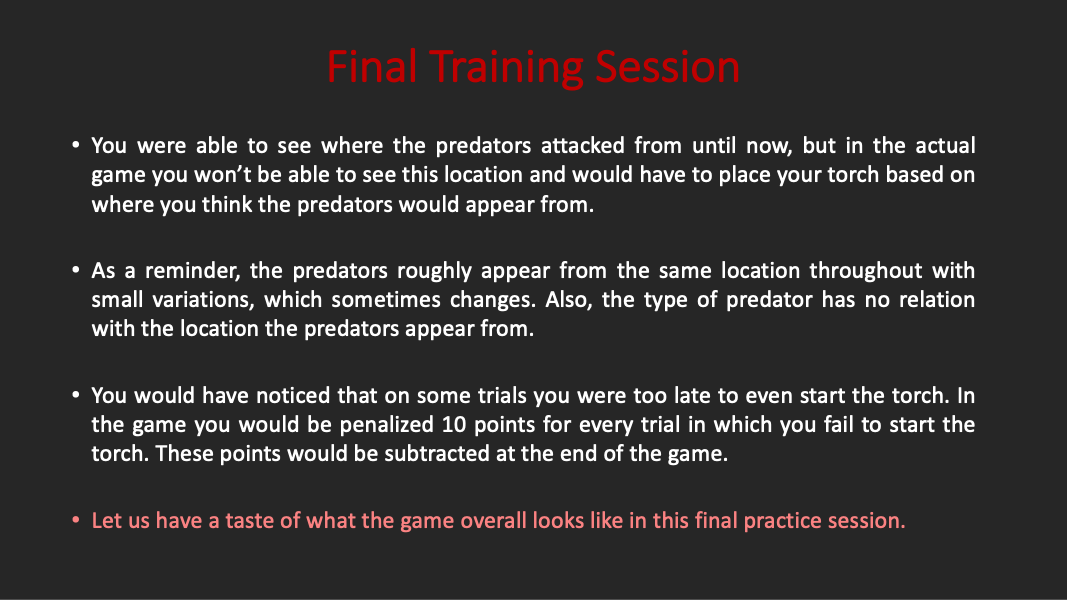 Final Training Session
• You were able to see where the predators attacked from until now, but in the actual
game you won’t be able to see this location and would have to place your torch based on
where you think the predators would appear from.
• As a reminder, the predators roughly appear from the same location throughout with
small variations, which sometimes changes. Also, the type of predator has no relation
with the location the predators appear from.
• You would have noticed that on some trials you were too late to even start the torch. In
the game you would be penalized 10 points for every trial in which you fail to start the
torch. These points would be subtracted at the end of the game.
• Let us have a taste of what the game overall looks like in this final practice session.